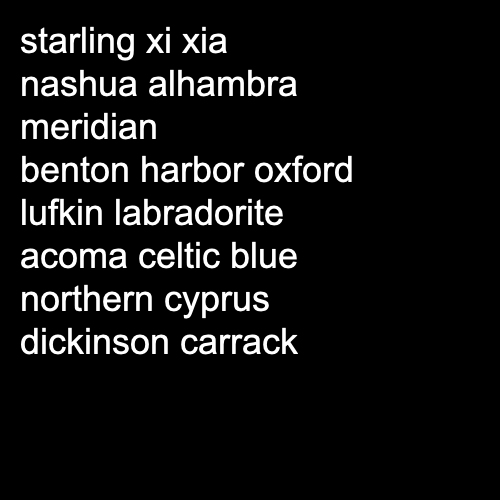 starling xi xia
nashua alhambra
meridian
benton harbor oxford
lufkin labradorite
acoma celtic blue
northern cyprus
dickinson carrack